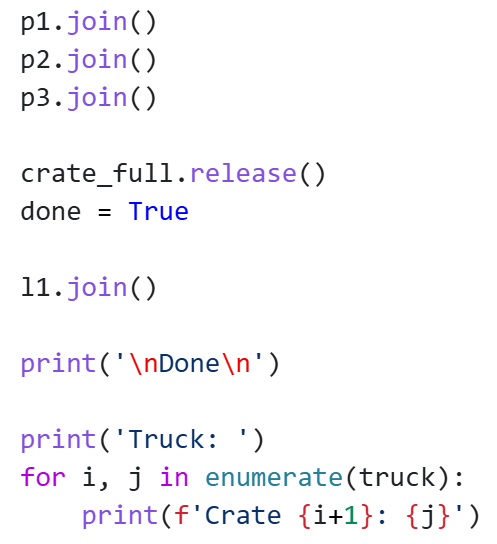 p1.join()
p2.join()
p3.join()

crate_full.release()
done = True

l1.join()

print('\nDone\n')

print('Truck: ')
for i, j in enumerate(truck):
    print(f'Crate {i+1}: {j}')